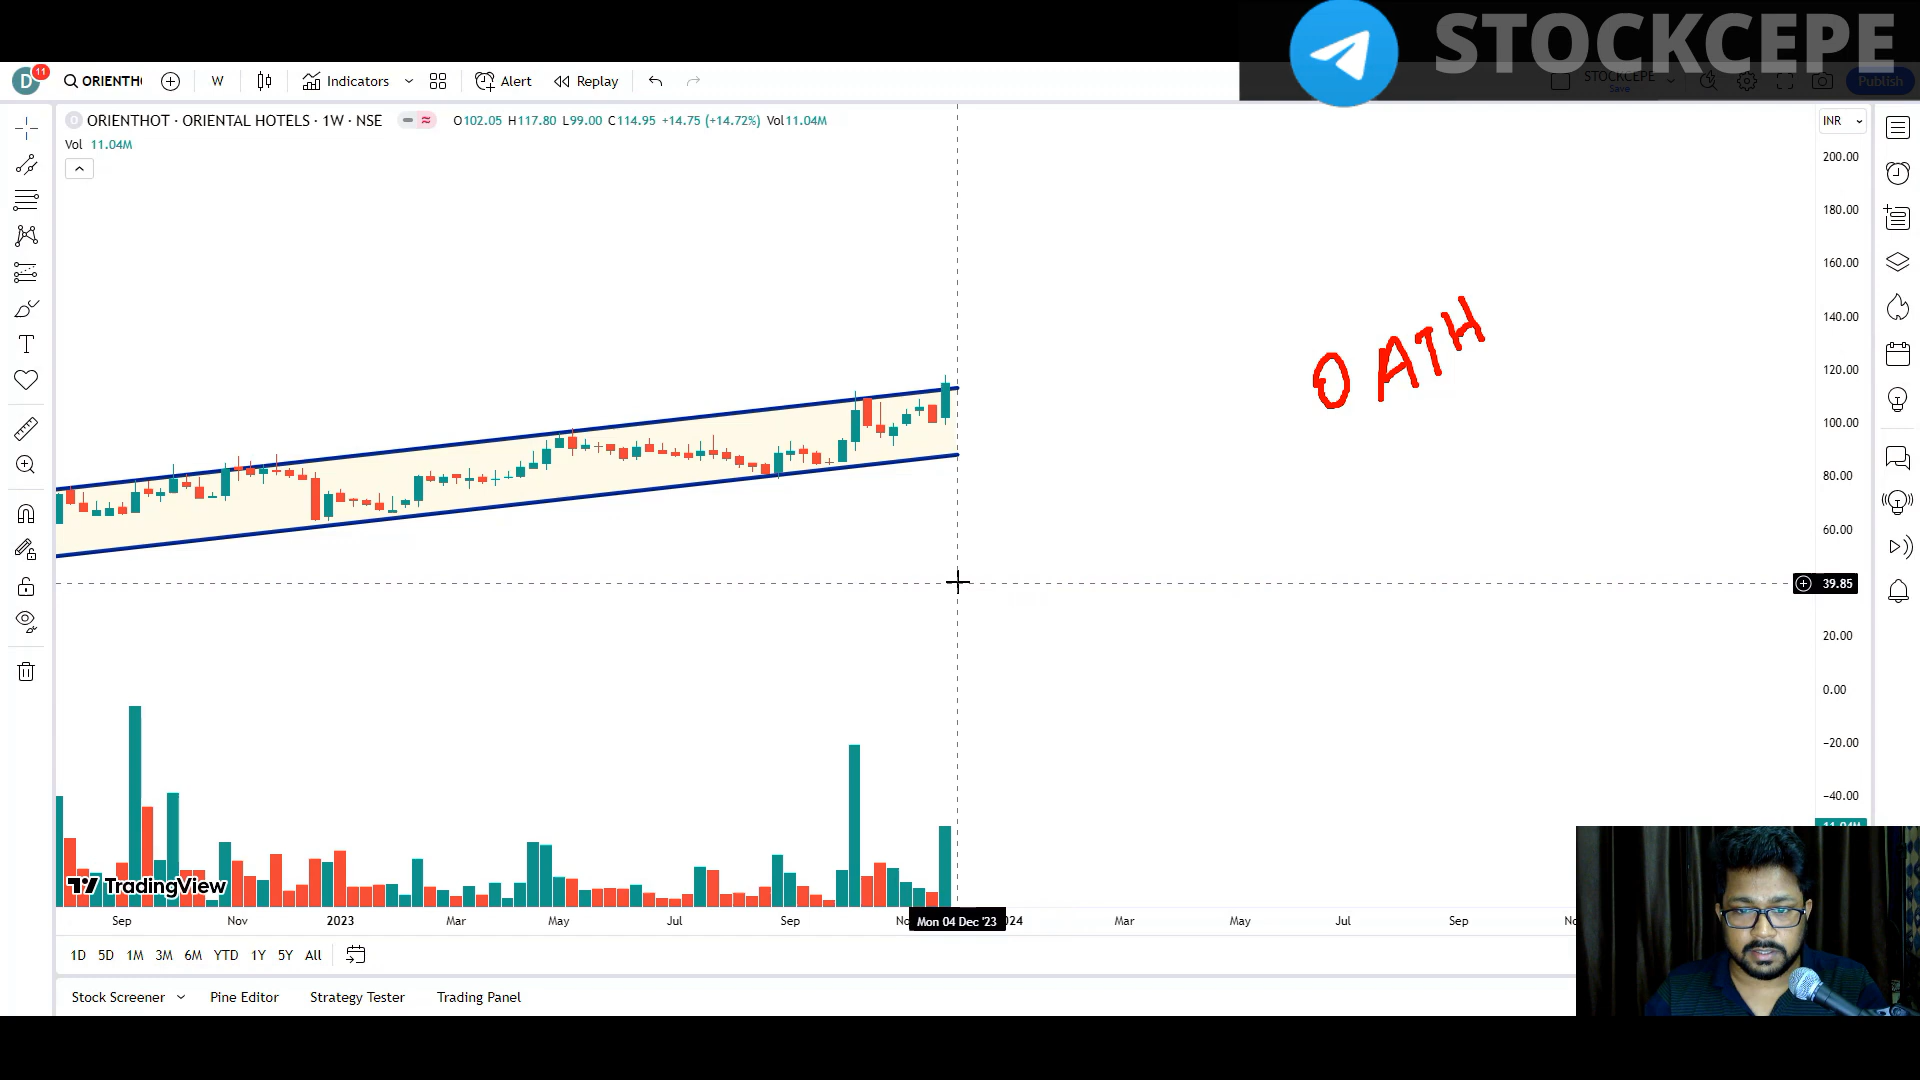 STOCKCEPE
D 11 ORIENTH W Indicators Alert Replay STOCKCEPE Save Publish
O ORIENTHOT · ORIENTAL HOTELS · 1W · NSE O102.05 H117.80 L99.00 C114.95 +14.75 (+14.72%) Vol11.04M
INR
Vol 11.04M
200.00
180.00
160.00
140.00
120.00
100.00
80.00
60.00
39.85
20.00
0.00
−20.00
−40.00
O ATH
TradingView
Sep Nov 2023 Mar May Jul Sep Mon 04 Dec '23 Mar May Jul Sep
1D 5D 1M 3M 6M YTD 1Y 5Y All
Stock Screener Pine Editor Strategy Tester Trading Panel